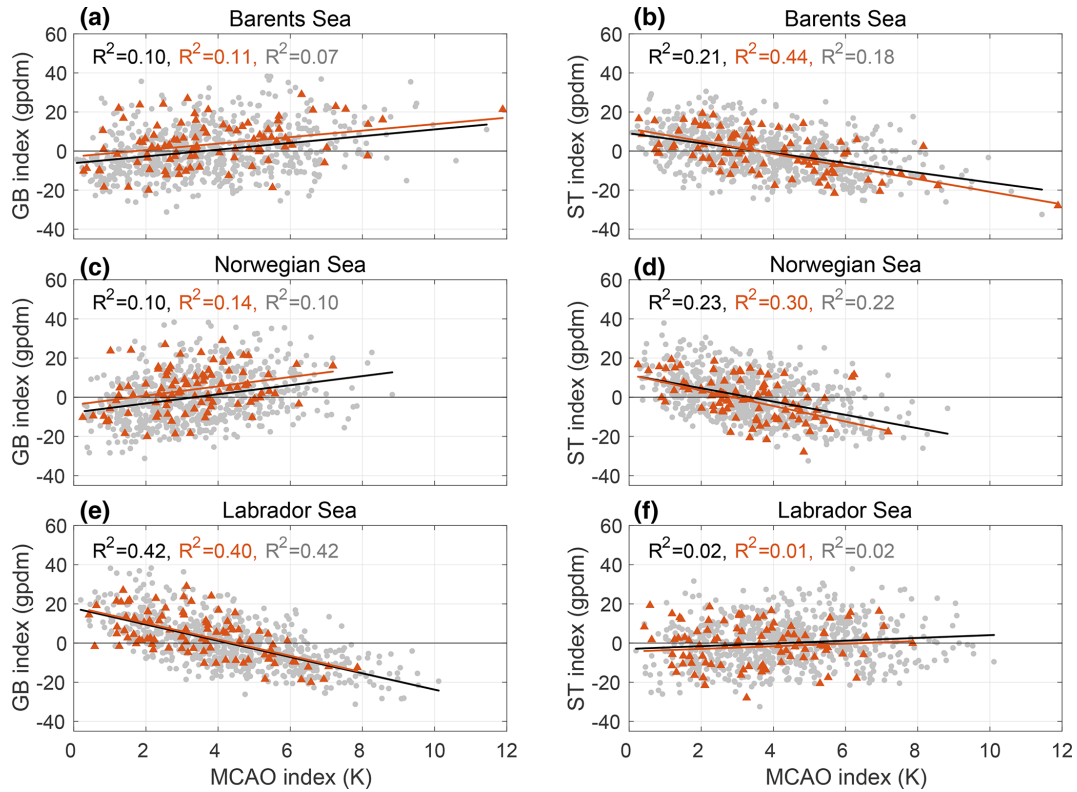 (a) Barents Sea
R²=0.10, R²=0.11, R²=0.07
GB index (gpdm)
60
40
20
0
-20
-40
(b) Barents Sea
R²=0.21, R²=0.44, R²=0.18
ST index (gpdm)
60
40
20
0
-20
-40
(c) Norwegian Sea
R²=0.10, R²=0.14, R²=0.10
GB index (gpdm)
60
40
20
0
-20
-40
(d) Norwegian Sea
R²=0.23, R²=0.30, R²=0.22
ST index (gpdm)
60
40
20
0
-20
-40
(e) Labrador Sea
R²=0.42, R²=0.40, R²=0.42
GB index (gpdm)
60
40
20
0
-20
-40
0 2 4 6 8 10 12
MCAO index (K)
(f) Labrador Sea
R²=0.02, R²=0.01, R²=0.02
ST index (gpdm)
60
40
20
0
-20
-40
0 2 4 6 8 10 12
MCAO index (K)